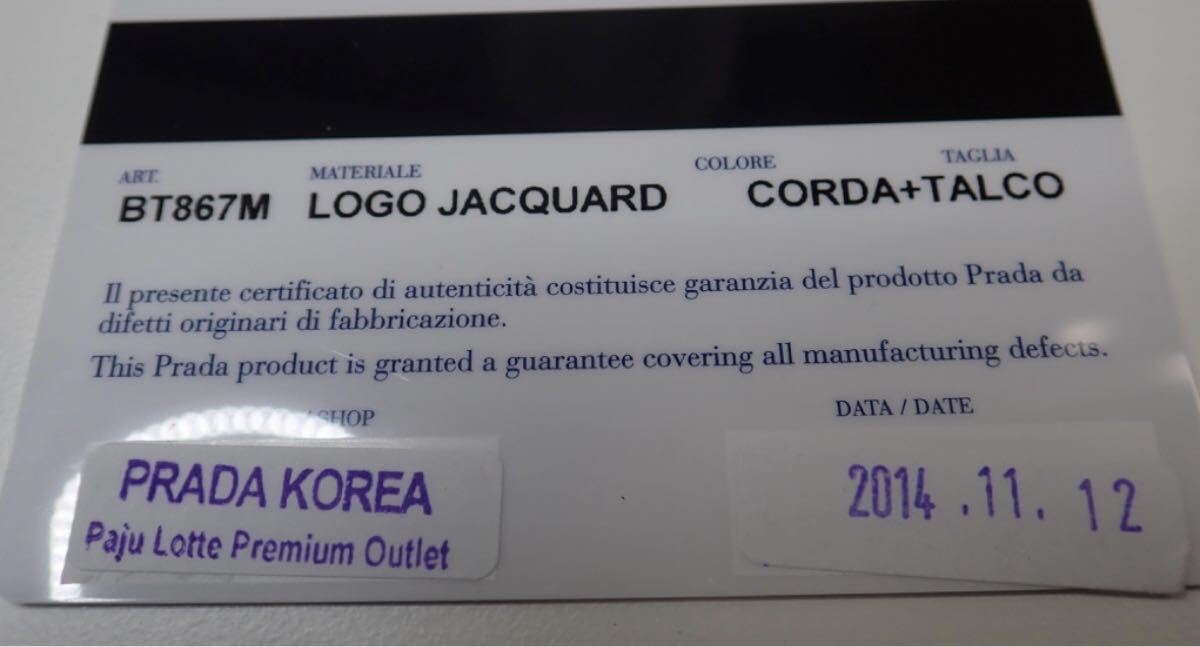 ART. MATERIALE COLORE TAGLIA
BT867M LOGO JACQUARD CORDA+TALCO
Il presente certificato di autenticità costituisce garanzia del prodotto Prada da
difetti originari di fabbricazione.
This Prada product is granted a guarantee covering all manufacturing defects.
/SHOP DATA / DATE
PRADA KOREA
Paju Lotte Premium Outlet
2014.11.12